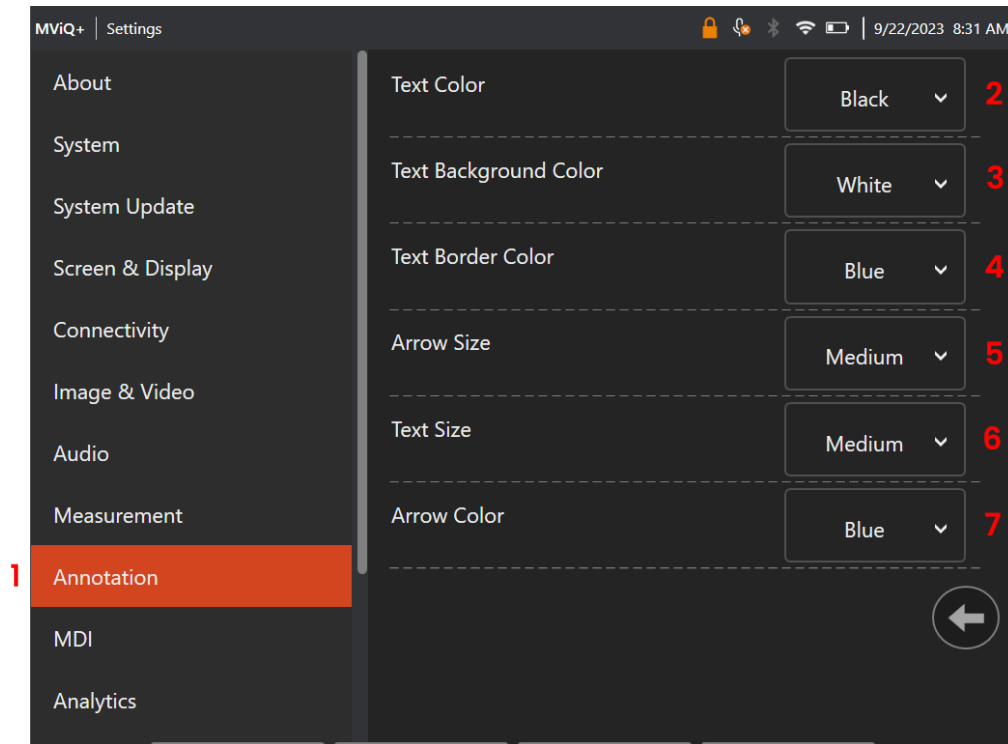 MViQ+ | Settings 9/22/2023 8:31 AM
About
System
System Update
Screen & Display
Connectivity
Image & Video
Audio
Measurement
1 Annotation
MDI
Analytics
Text Color Black 2
Text Background Color White 3
Text Border Color Blue 4
Arrow Size Medium 5
Text Size Medium 6
Arrow Color Blue 7